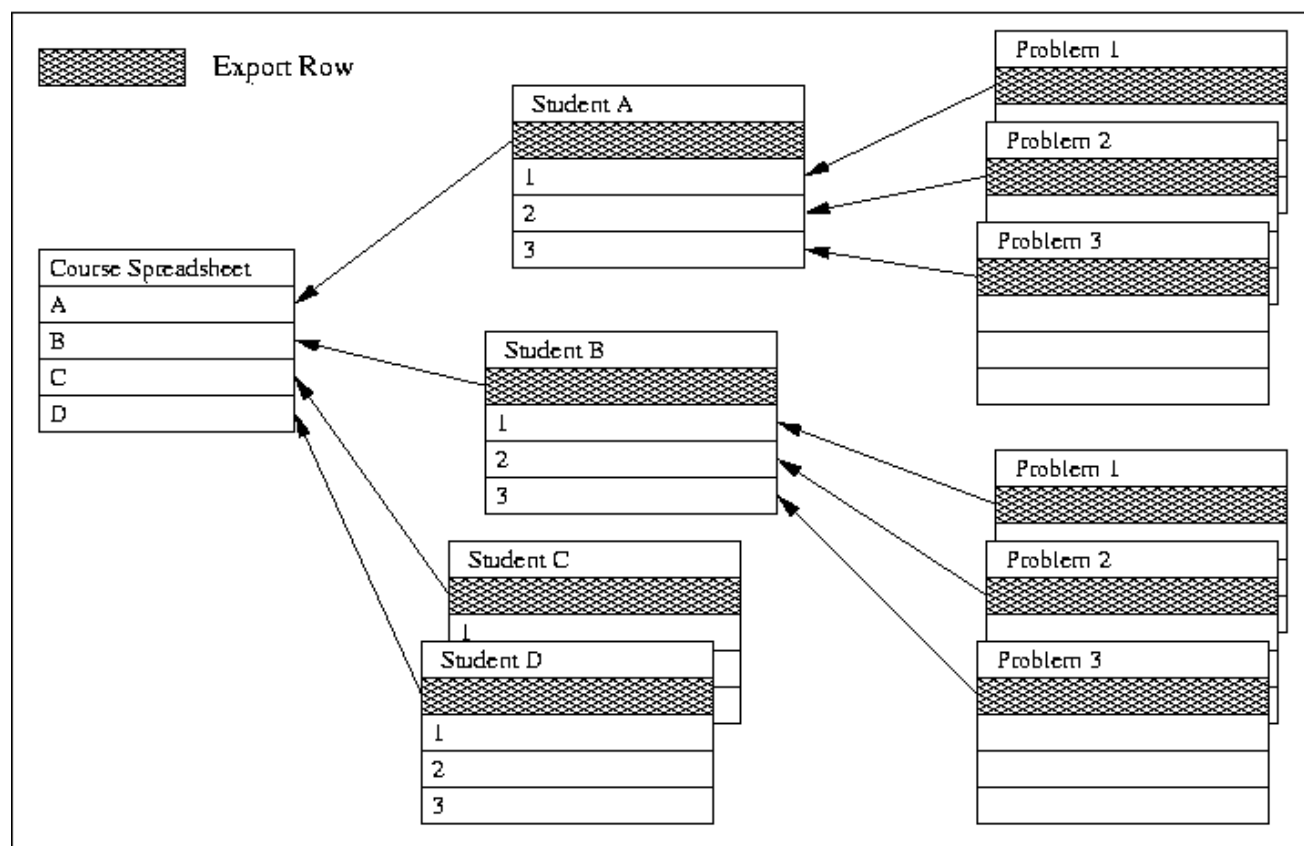 Export Row
Course Spreadsheet
A
B
C
D
Student A
1
2
3
Student B
1
2
3
Student C
1
Student D
1
2
3
Problem 1
Problem 2
Problem 3
Problem 1
Problem 2
Problem 3